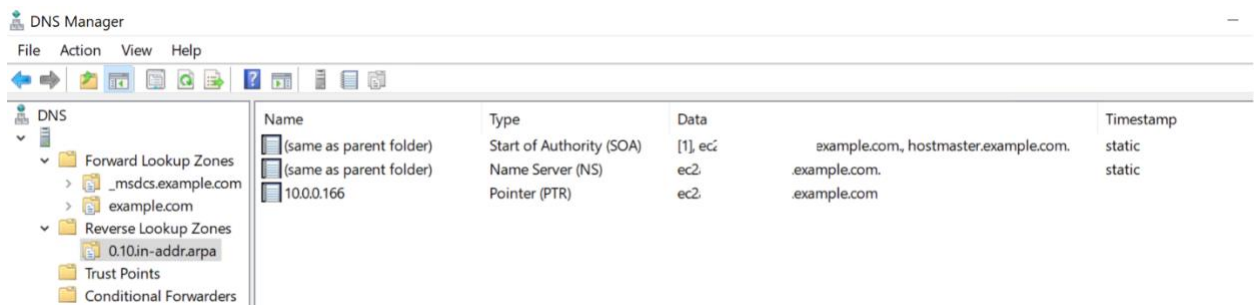 DNS Manager
File Action View Help
DNS
Forward Lookup Zones
_msdcs.example.com
example.com
Reverse Lookup Zones
0.10.in-addr.arpa
Trust Points
Conditional Forwarders
Name Type Data Timestamp
(same as parent folder) Start of Authority (SOA) [1], ec2 example.com., hostmaster.example.com. static
(same as parent folder) Name Server (NS) ec2 .example.com. static
10.0.0.166 Pointer (PTR) ec2 .example.com